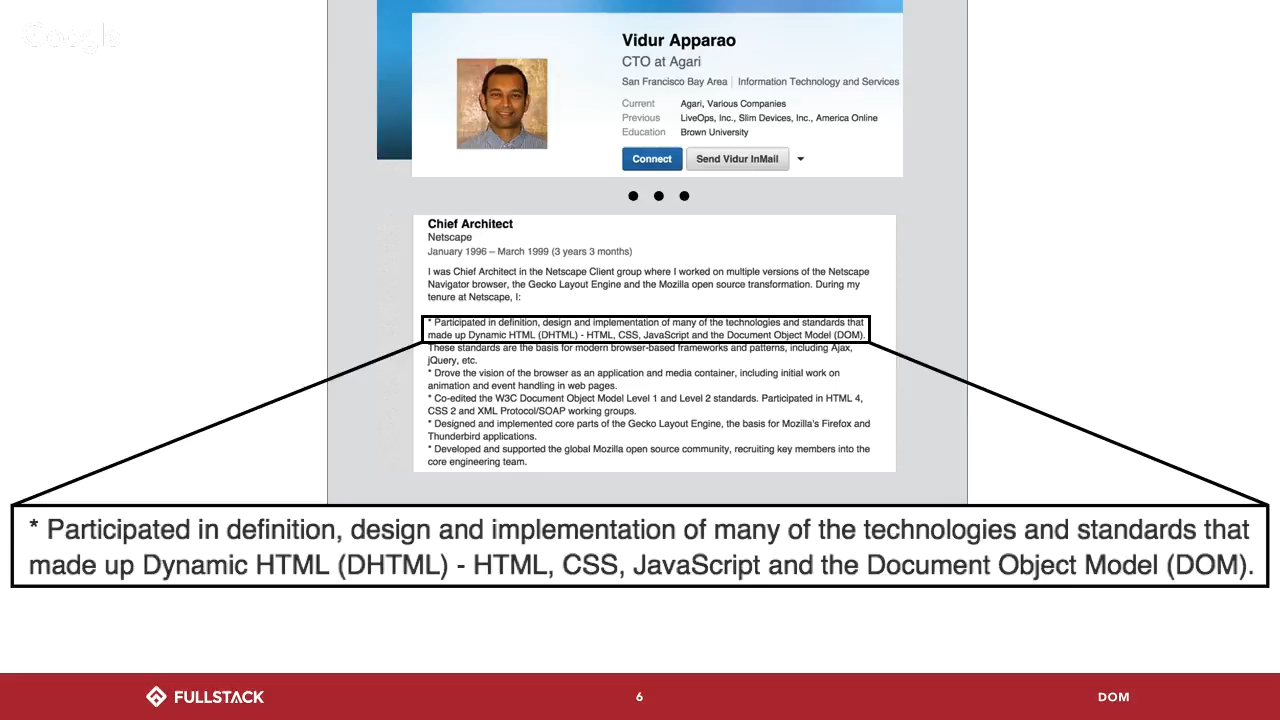 Google
Vidur Apparao
CTO at Agari
San Francisco Bay Area | Information Technology and Services
Current Agari, Various Companies
Previous LiveOps, Inc., Slim Devices, Inc., America Online
Education Brown University
Connect Send Vidur InMail
Chief Architect
Netscape
January 1996 – March 1999 (3 years 3 months)
I was Chief Architect in the Netscape Client group where I worked on multiple versions of the Netscape
Navigator browser, the Gecko Layout Engine and the Mozilla open source transformation. During my
tenure at Netscape, I:
* Participated in definition, design and implementation of many of the technologies and standards that
made up Dynamic HTML (DHTML) - HTML, CSS, JavaScript and the Document Object Model (DOM).
These standards are the basis for modern browser-based frameworks and patterns, including Ajax,
jQuery, etc.
* Drove the vision of the browser as an application and media container, including initial work on
animation and event handling in web pages.
* Co-edited the W3C Document Object Model Level 1 and Level 2 standards. Participated in HTML 4,
CSS 2 and XML Protocol/SOAP working groups.
* Designed and implemented core parts of the Gecko Layout Engine, the basis for Mozilla's Firefox and
Thunderbird applications.
* Developed and supported the global Mozilla open source community, recruiting key members into the
core engineering team.
* Participated in definition, design and implementation of many of the technologies and standards that
made up Dynamic HTML (DHTML) - HTML, CSS, JavaScript and the Document Object Model (DOM).
FULLSTACK 6 DOM